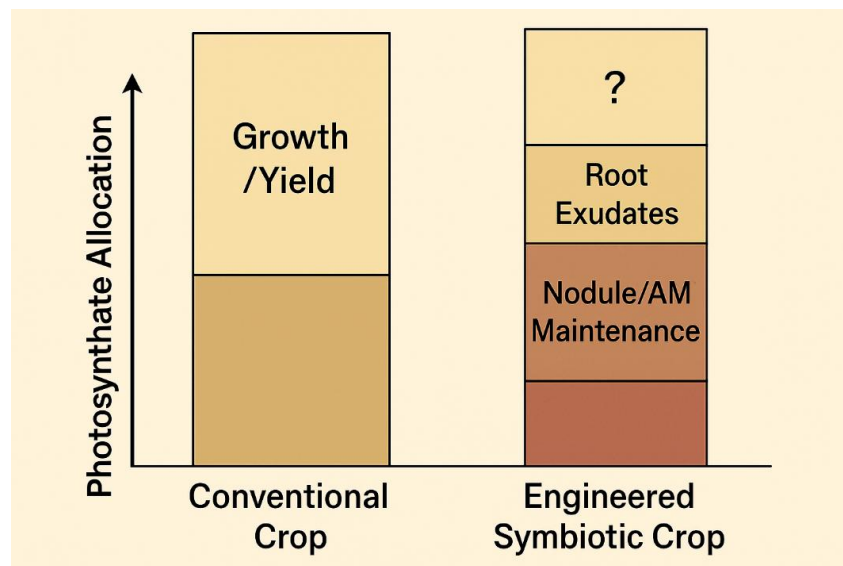 Photosynthate Allocation
Growth
/Yield
?
Root
Exudates
Nodule/AM
Maintenance
Conventional
Crop
Engineered
Symbiotic Crop